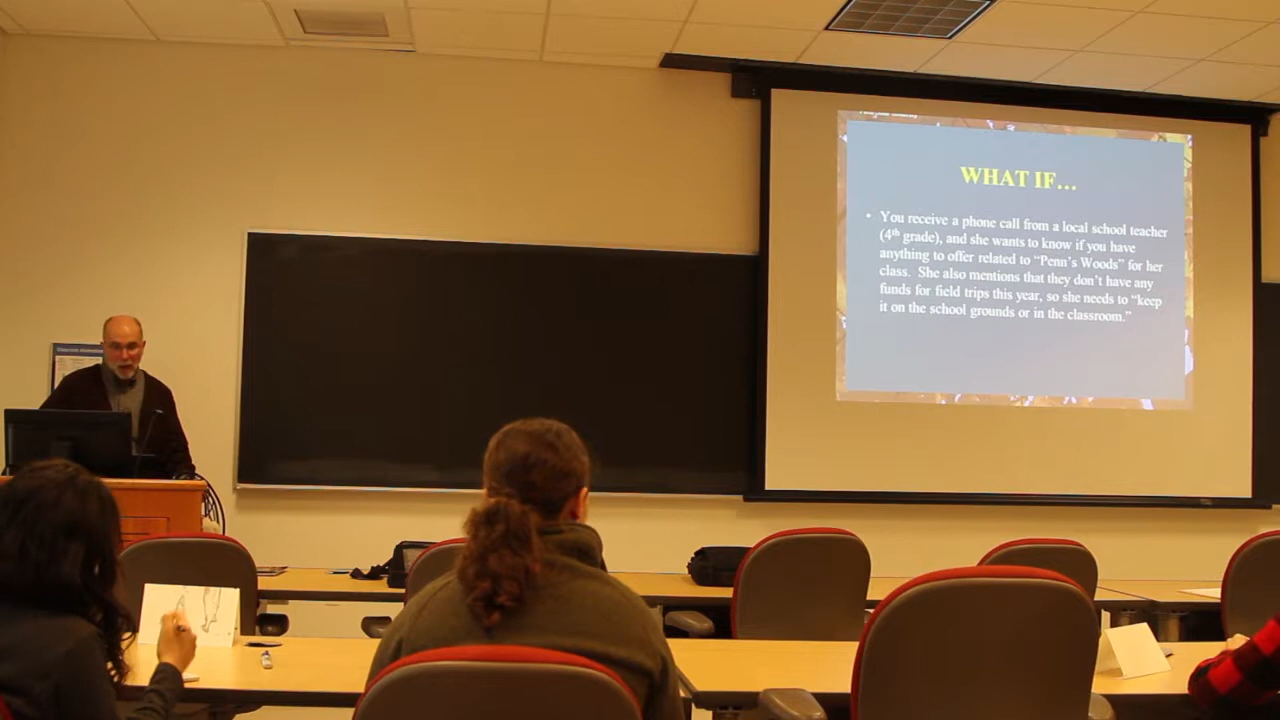 WHAT IF...
• You receive a phone call from a local school teacher
(4th grade), and she wants to know if you have
anything to offer related to “Penn’s Woods” for her
class. She also mentions that they don’t have any
funds for field trips this year, so she needs to “keep
it on the school grounds or in the classroom.”